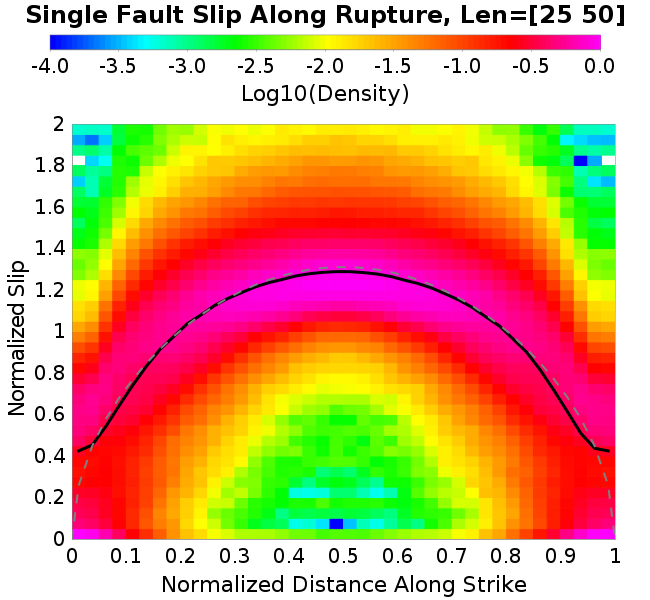 Single Fault Slip Along Rupture, Len=[25 50]
-4.0 -3.5 -3.0 -2.5 -2.0 -1.5 -1.0 -0.5 0.0
Log10(Density)
2
1.8
1.6
1.4
1.2
1
0.8
0.6
0.4
0.2
0
Normalized Slip
0 0.1 0.2 0.3 0.4 0.5 0.6 0.7 0.8 0.9 1
Normalized Distance Along Strike